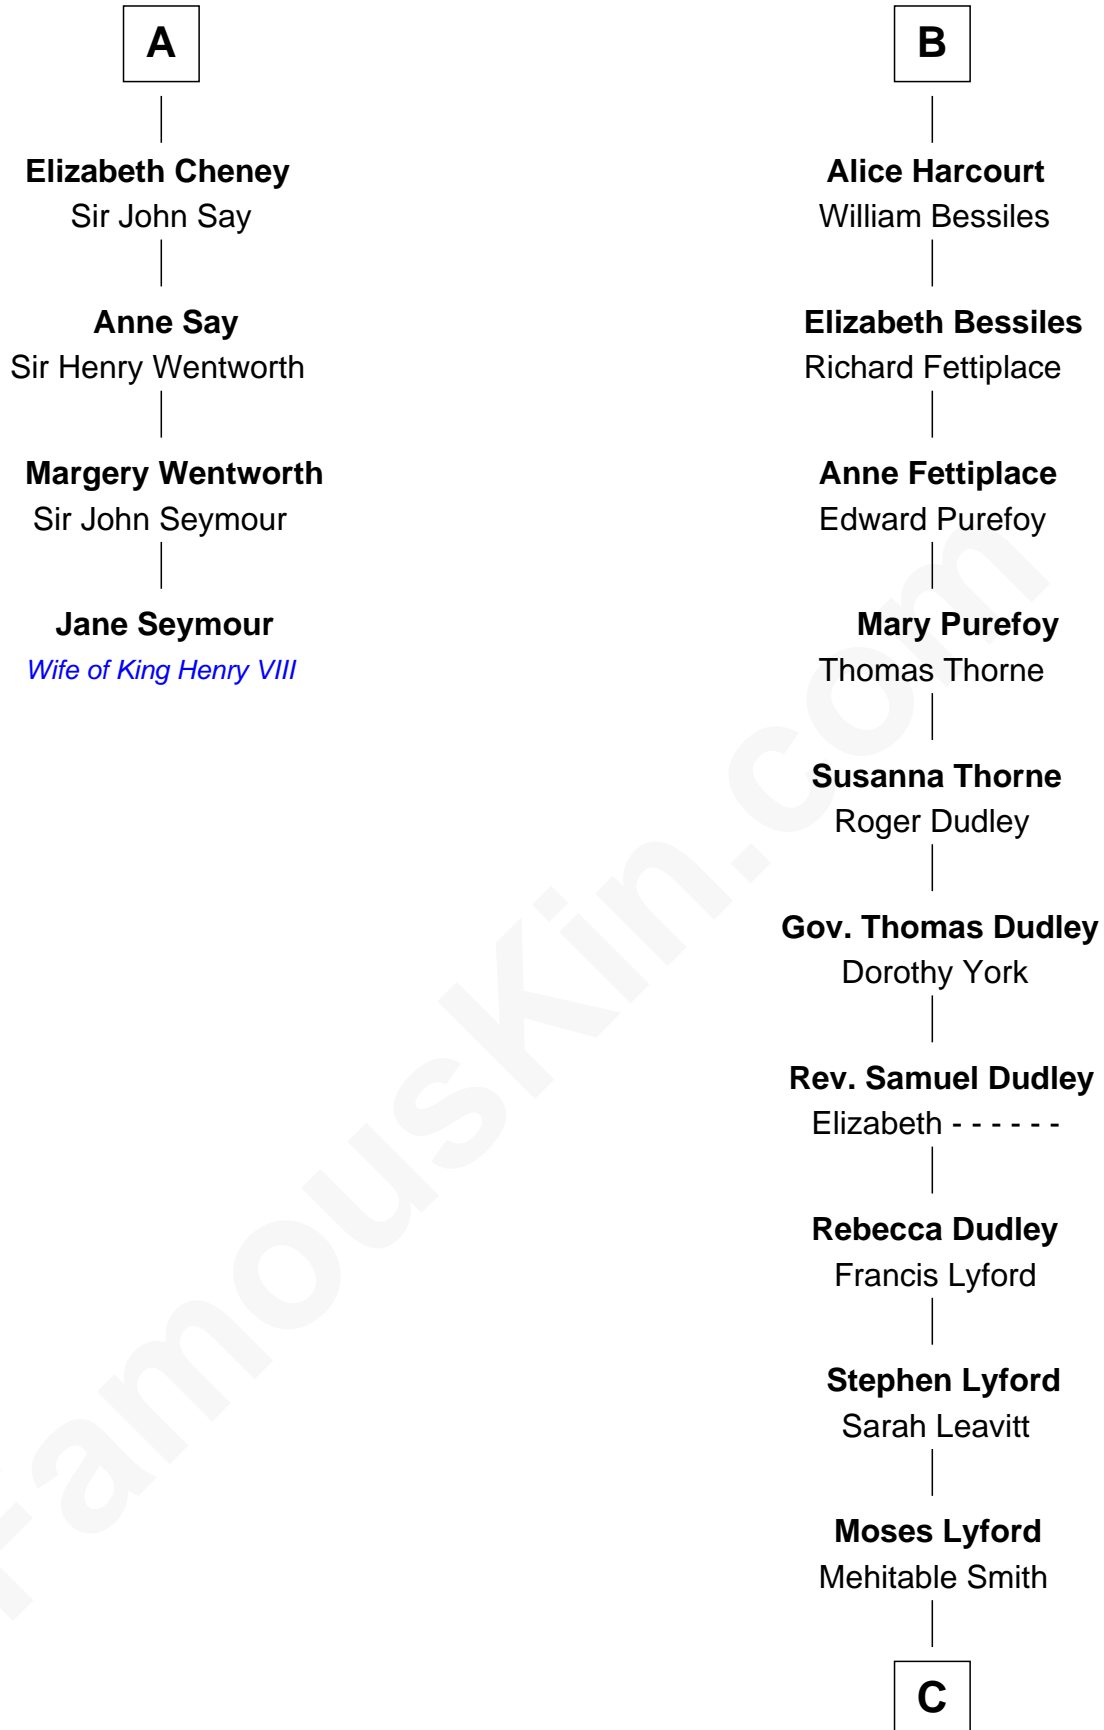 A
Elizabeth Cheney
Sir John Say
Anne Say
Sir Henry Wentworth
Margery Wentworth
Sir John Seymour
Jane Seymour
Wife of King Henry VIII
B
Alice Harcourt
William Bessiles
Elizabeth Bessiles
Richard Fettiplace
Anne Fettiplace
Edward Purefoy
Mary Purefoy
Thomas Thorne
Susanna Thorne
Roger Dudley
Gov. Thomas Dudley
Dorothy York
Rev. Samuel Dudley
Elizabeth - - - - - -
Rebecca Dudley
Francis Lyford
Stephen Lyford
Sarah Leavitt
Moses Lyford
Mehitable Smith
C
FamousKin.com